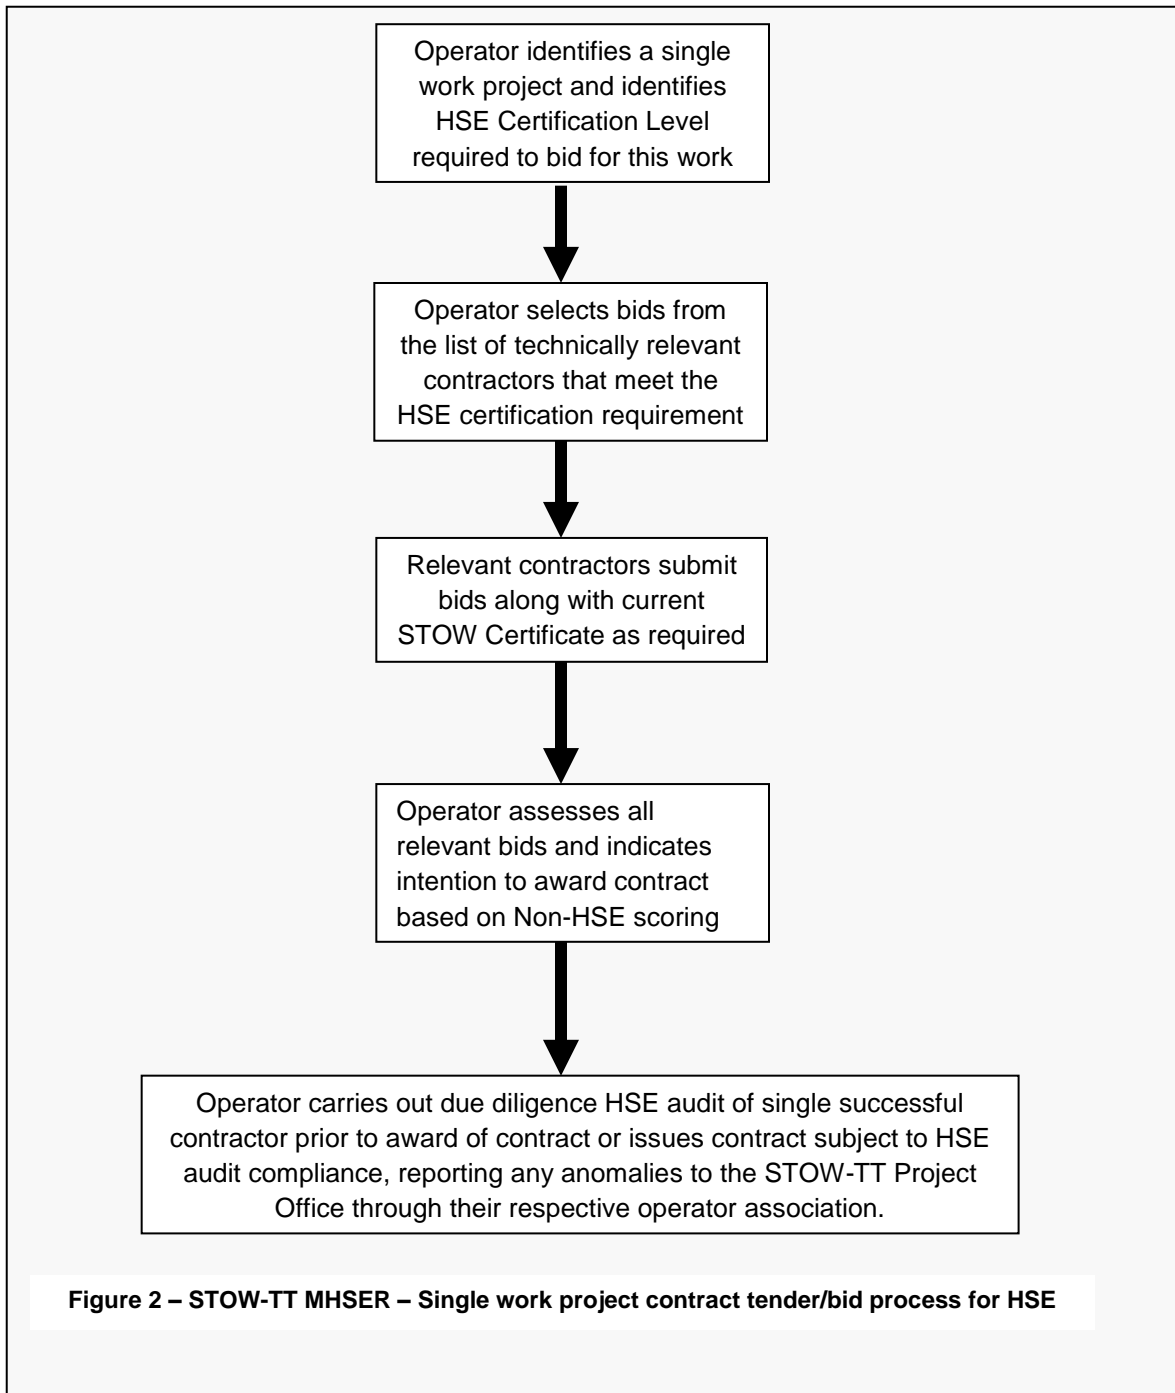 Operator identifies a single
work project and identifies
HSE Certification Level
required to bid for this work
Operator selects bids from
the list of technically relevant
contractors that meet the
HSE certification requirement
Relevant contractors submit
bids along with current
STOW Certificate as required
Operator assesses all
relevant bids and indicates
intention to award contract
based on Non-HSE scoring
Operator carries out due diligence HSE audit of single successful
contractor prior to award of contract or issues contract subject to HSE
audit compliance, reporting any anomalies to the STOW-TT Project
Office through their respective operator association.
Figure 2 – STOW-TT MHSER – Single work project contract tender/bid process for HSE